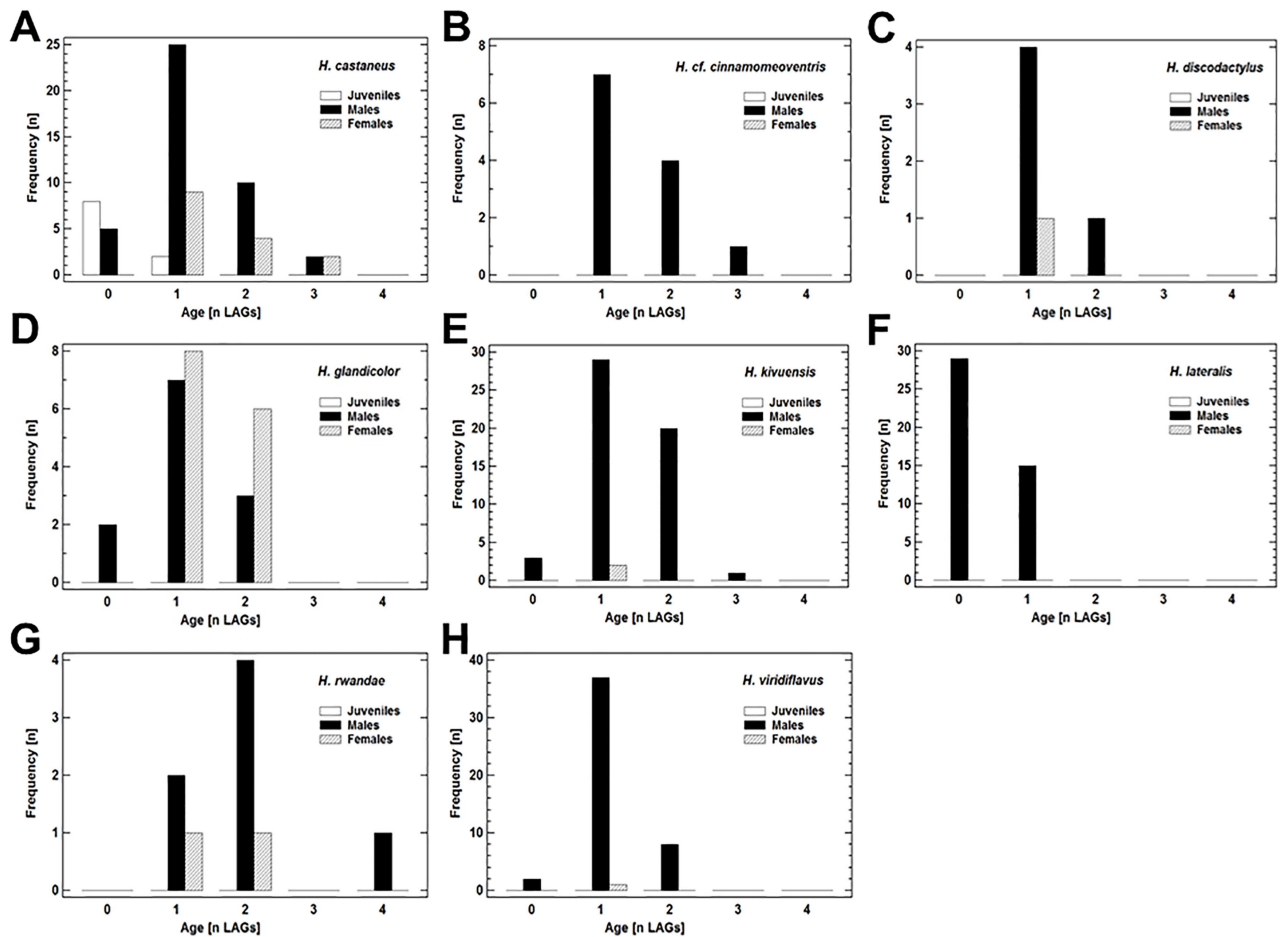 A
H. castaneus
Juveniles
Males
Females
Frequency [n]
25
20
15
10
5
0
0 1 2 3 4
Age [n LAGs]
B
H. cf. cinnamomeoventris
Juveniles
Males
Females
Frequency [n]
8
6
4
2
0
0 1 2 3 4
Age [n LAGs]
C
H. discodactylus
Juveniles
Males
Females
Frequency [n]
4
3
2
1
0
0 1 2 3 4
Age [n LAGs]
D
H. glandicolor
Juveniles
Males
Females
Frequency [n]
8
6
4
2
0
0 1 2 3 4
Age [n LAGs]
E
H. kivuensis
Juveniles
Males
Females
Frequency [n]
30
25
20
15
10
5
0
0 1 2 3 4
Age [n LAGs]
F
H. lateralis
Juveniles
Males
Females
Frequency [n]
30
25
20
15
10
5
0
0 1 2 3 4
Age [n LAGs]
G
H. rwandae
Juveniles
Males
Females
Frequency [n]
4
3
2
1
0
0 1 2 3 4
Age [n LAGs]
H
H. viridiflavus
Juveniles
Males
Females
Frequency [n]
40
30
20
10
0
0 1 2 3 4
Age [n LAGs]